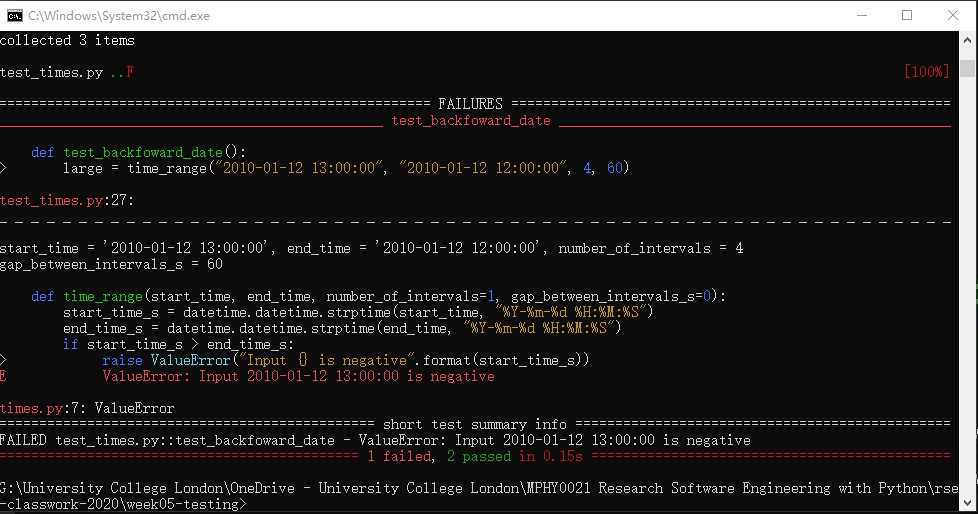 C:\Windows\System32\cmd.exe
collected 3 items
test_times.py ..F [100%]
=================================================== FAILURES ===================================================
_____________________________________________ test_backfoward_date _____________________________________________
def test_backfoward_date():
> large = time_range("2010-01-12 13:00:00", "2010-01-12 12:00:00", 4, 60)
test_times.py:27:
_ _ _ _ _ _ _ _ _ _ _ _ _ _ _ _ _ _ _ _ _ _ _ _ _ _ _ _ _ _ _ _ _ _ _ _ _ _ _ _ _ _ _ _ _ _ _ _ _ _ _ _ _ _ _ _ _ _ _ _
start_time = '2010-01-12 13:00:00', end_time = '2010-01-12 12:00:00', number_of_intervals = 4
gap_between_intervals_s = 60
def time_range(start_time, end_time, number_of_intervals=1, gap_between_intervals_s=0):
start_time_s = datetime.datetime.strptime(start_time, "%Y-%m-%d %H:%M:%S")
end_time_s = datetime.datetime.strptime(end_time, "%Y-%m-%d %H:%M:%S")
if start_time_s > end_time_s:
> raise ValueError("Input {} is negative".format(start_time_s))
E ValueError: Input 2010-01-12 13:00:00 is negative
times.py:7: ValueError
============================================ short test summary info ============================================
FAILED test_times.py::test_backfoward_date - ValueError: Input 2010-01-12 13:00:00 is negative
========================================== 1 failed, 2 passed in 0.15s ==========================================
G:\University College London\OneDrive - University College London\MPHY0021 Research Software Engineering with Python\rse
-classwork-2020\week05-testing>